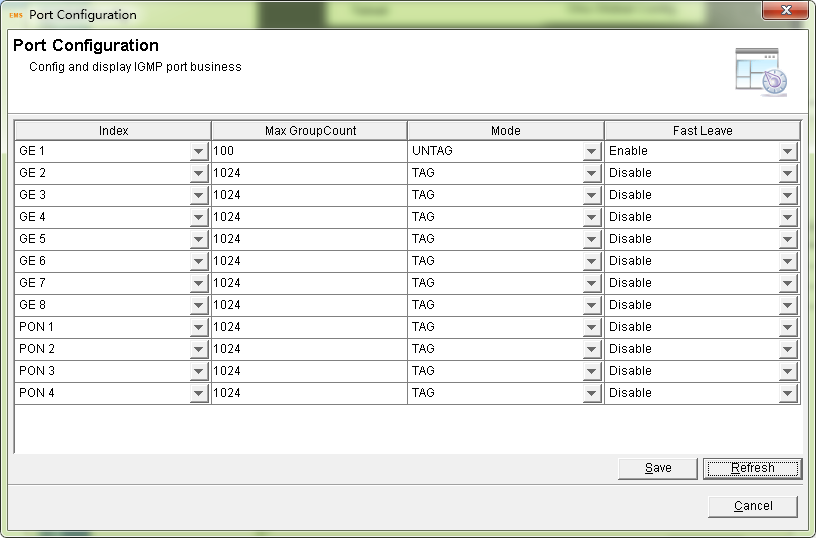 EMS Port Configuration
Port Configuration
Config and display IGMP port business
Index Max GroupCount Mode Fast Leave
GE 1 100 UNTAG Enable
GE 2 1024 TAG Disable
GE 3 1024 TAG Disable
GE 4 1024 TAG Disable
GE 5 1024 TAG Disable
GE 6 1024 TAG Disable
GE 7 1024 TAG Disable
GE 8 1024 TAG Disable
PON 1 1024 TAG Disable
PON 2 1024 TAG Disable
PON 3 1024 TAG Disable
PON 4 1024 TAG Disable
Save Refresh
Cancel